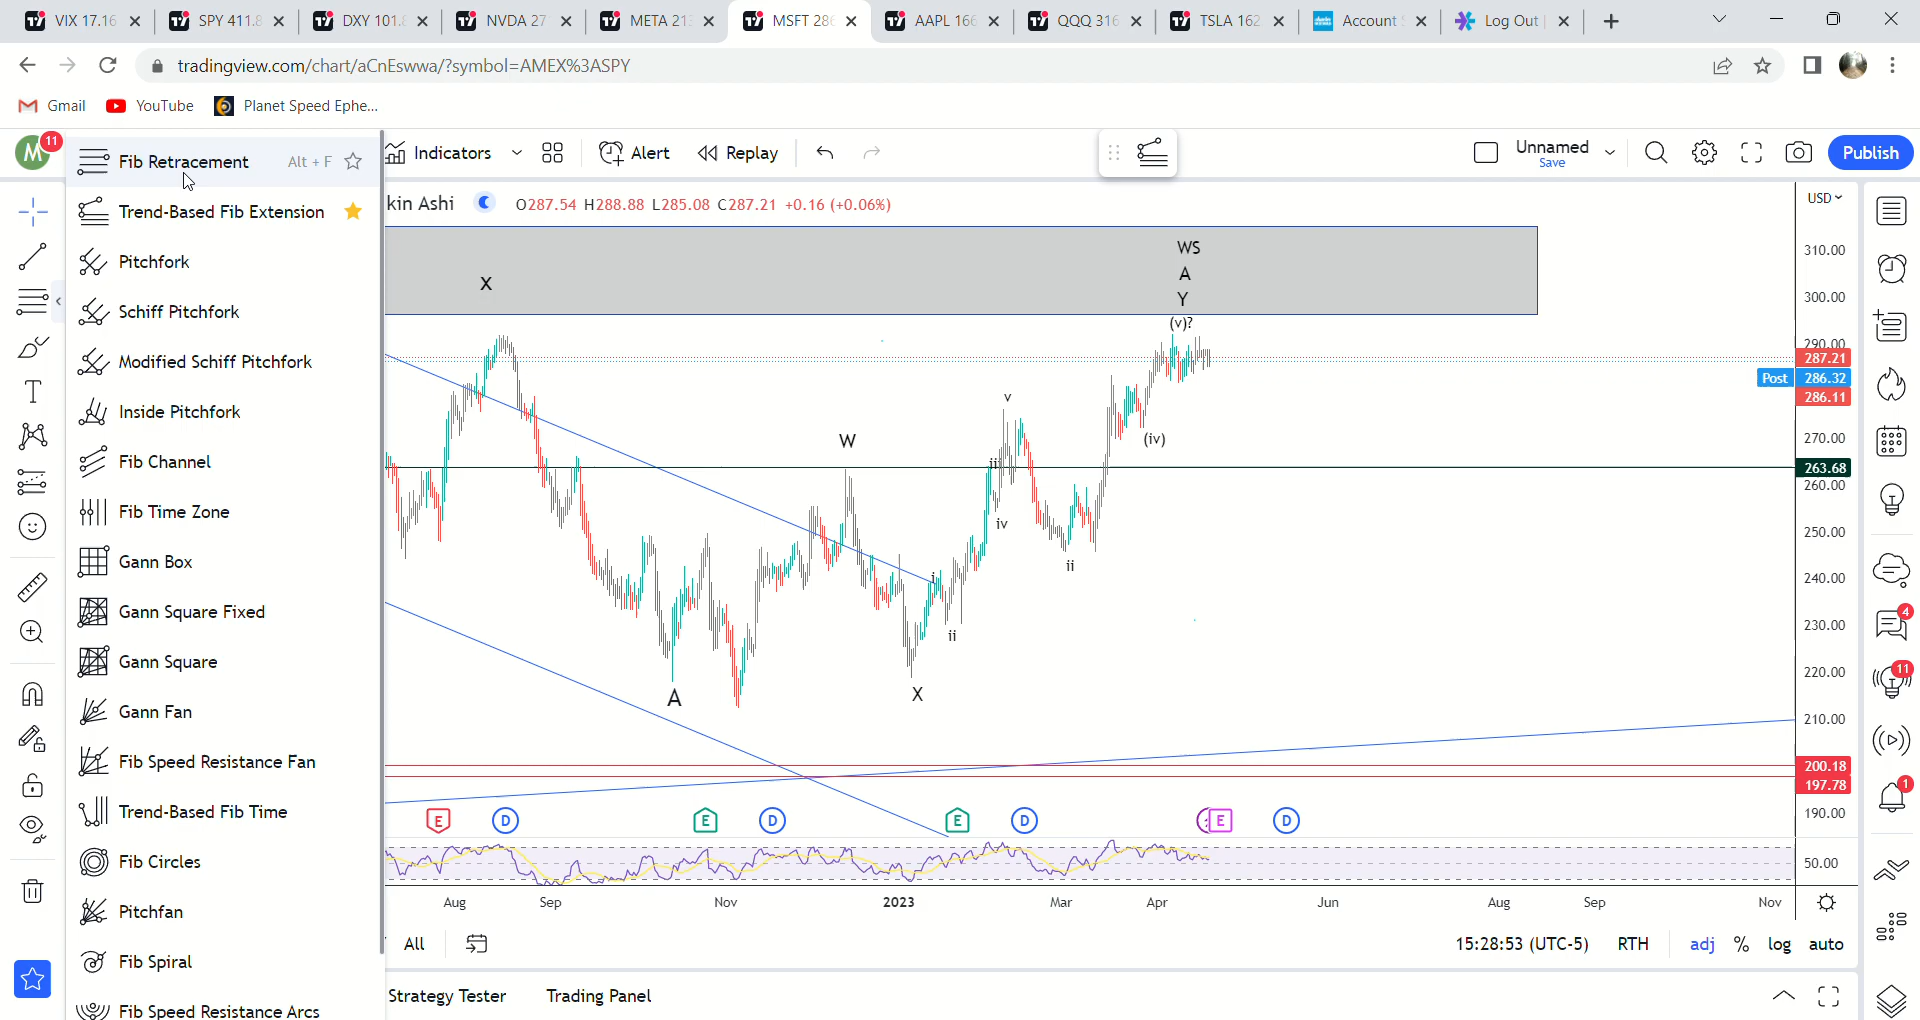 VIX 17.16
SPY 411.8
DXY 101.8
NVDA 27
META 21
MSFT 28
AAPL 166
QQQ 316
TSLA 162
Account
Log Out
tradingview.com/chart/aCnEswwa/?symbol=AMEX%3ASPY
Gmail YouTube Planet Speed Ephe...
M 11
Indicators
Alert
Replay
Unnamed
Save
Publish
Fib Retracement Alt + F
Trend-Based Fib Extension
Pitchfork
Schiff Pitchfork
Modified Schiff Pitchfork
Inside Pitchfork
Fib Channel
Fib Time Zone
Gann Box
Gann Square Fixed
Gann Square
Gann Fan
Fib Speed Resistance Fan
Trend-Based Fib Time
Fib Circles
Pitchfan
Fib Spiral
Fib Speed Resistance Arcs
kin Ashi O287.54 H288.88 L285.08 C287.21 +0.16 (+0.06%)
USD
WS
A
Y
(v)?
X
W
v
iii
iv
(iv)
ii
i
ii
A
X
310.00
300.00
290.00
287.21
Post 286.32
286.11
270.00
263.68
260.00
250.00
240.00
230.00
220.00
210.00
200.18
197.78
190.00
50.00
E D E D E D E D
Aug Sep Nov 2023 Mar Apr Jun Aug Sep Nov
All
15:28:53 (UTC-5) RTH adj % log auto
Strategy Tester Trading Panel
4
11
1